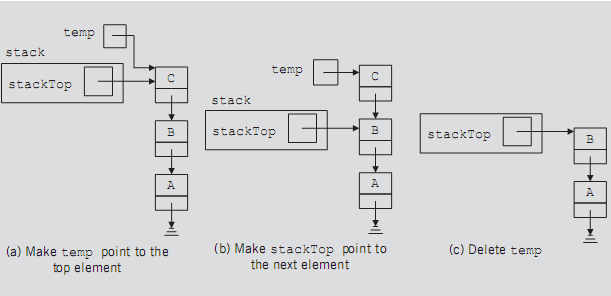 temp
stack
stackTop
C
B
A
(a) Make temp point to the
top element
temp
C
stack
stackTop
B
A
(b) Make stackTop point to
the next element
stackTop
B
A
(c) Delete temp